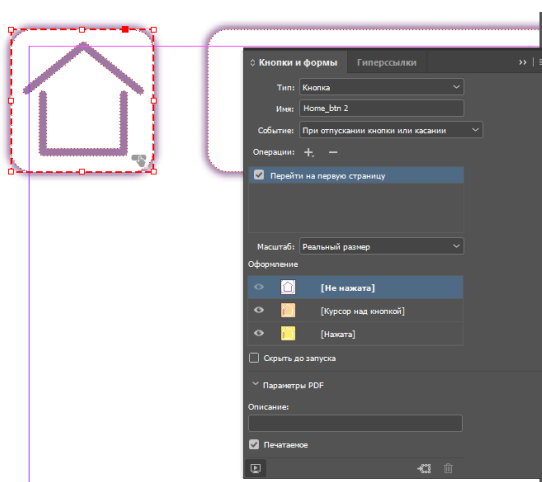 Кнопки и формы
Гиперссылки
Тип: Кнопка
Имя: Home_btn 2
Событие: При отпускании кнопки или касании
Операции:
Перейти на первую страницу
Масштаб: Реальный размер
Оформление
[Не нажата]
[Курсор над кнопкой]
[Нажата]
Скрыть до запуска
Параметры PDF
Описание:
Печатаемое